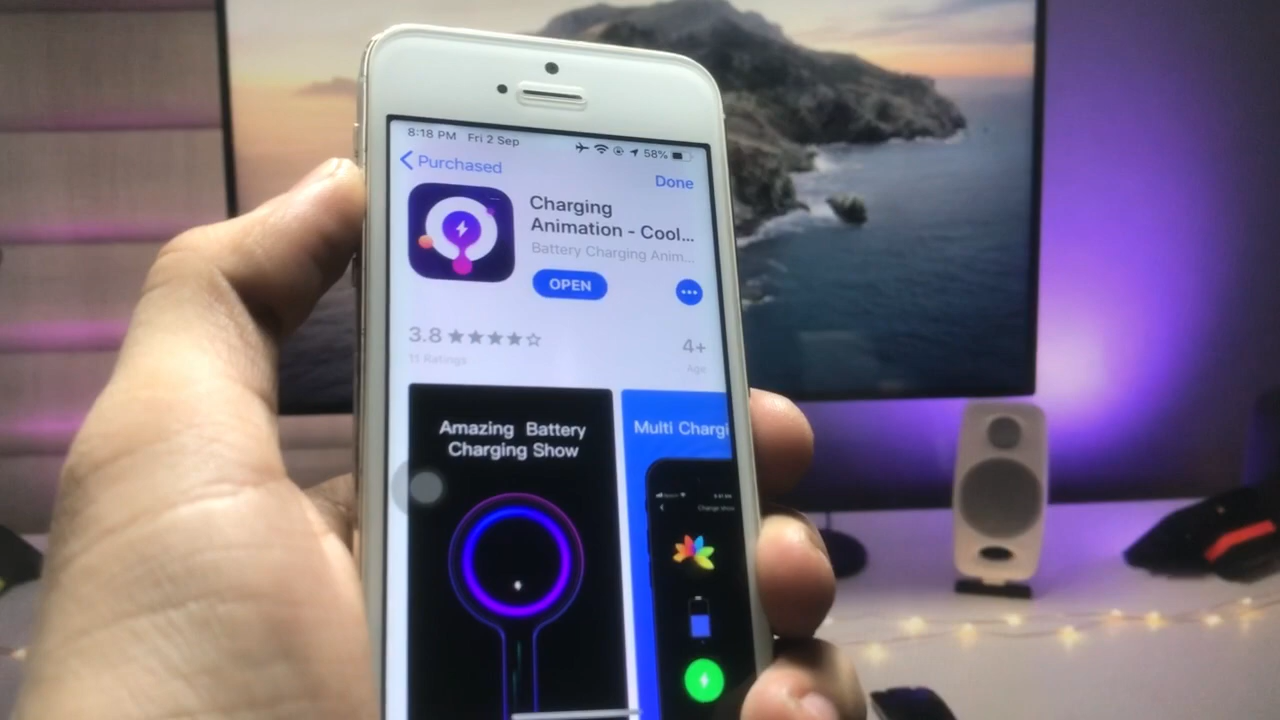 8:18 PM Fri 2 Sep 58%
Purchased
Done
Charging
Animation - Cool...
Battery Charging Anim...
OPEN
3.8
4+
11 Ratings
Age
Amazing Battery
Charging Show
Multi Chargi
Charge show